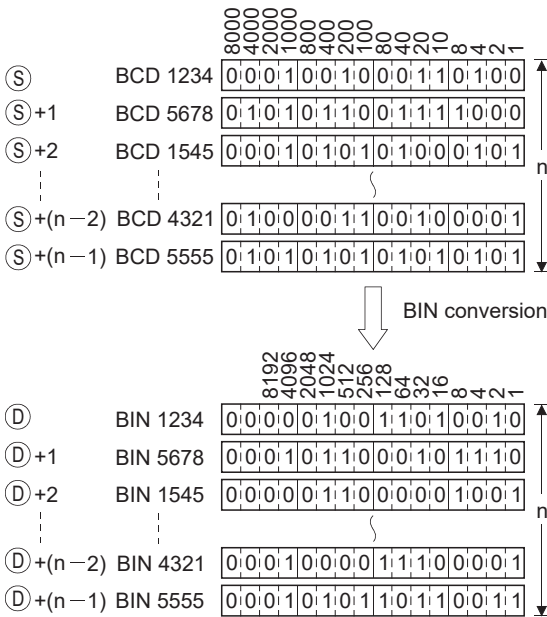 8000 4000 2000 1000 800 400 200 100 80 40 20 10 8 4 2 1
Ⓢ BCD 1234 0 0 0 1 0 0 1 0 0 0 1 1 0 1 0 0
Ⓢ+1 BCD 5678 0 1 0 1 0 1 1 0 0 1 1 1 1 0 0 0
Ⓢ+2 BCD 1545 0 0 0 1 0 1 0 1 0 1 0 0 0 1 0 1
n
Ⓢ+(n－2) BCD 4321 0 1 0 0 0 0 1 1 0 0 1 0 0 0 0 1
Ⓢ+(n－1) BCD 5555 0 1 0 1 0 1 0 1 0 1 0 1 0 1 0 1
BIN conversion
8192 4096 2048 1024 512 256 128 64 32 16 8 4 2 1
Ⓓ BIN 1234 0 0 0 0 0 1 0 0 1 1 0 1 0 0 1 0
Ⓓ+1 BIN 5678 0 0 0 1 0 1 1 0 0 0 1 0 1 1 1 0
Ⓓ+2 BIN 1545 0 0 0 0 0 1 1 0 0 0 0 0 1 0 0 1
n
Ⓓ+(n－2) BIN 4321 0 0 0 1 0 0 0 0 1 1 1 0 0 0 0 1
Ⓓ+(n－1) BIN 5555 0 0 0 1 0 1 0 1 1 0 1 1 0 0 1 1